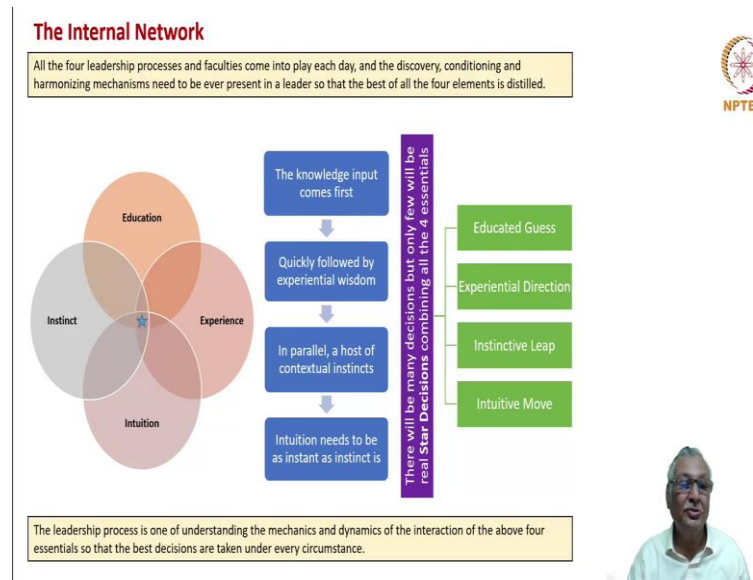 The Internal Network
All the four leadership processes and faculties come into play each day, and the discovery, conditioning and
harmonizing mechanisms need to be ever present in a leader so that the best of all the four elements is distilled.
NPTE
Education
Instinct
Experience
Intuition
The knowledge input
comes first
Quickly followed by
experiential wisdom
In parallel, a host of
contextual instincts
Intuition needs to be
as instant as instinct is
There will be many decisions but only few will be
real Star Decisions combining all the 4 essentials
Educated Guess
Experiential Direction
Instinctive Leap
Intuitive Move
The leadership process is one of understanding the mechanics and dynamics of the interaction of the above four
essentials so that the best decisions are taken under every circumstance.